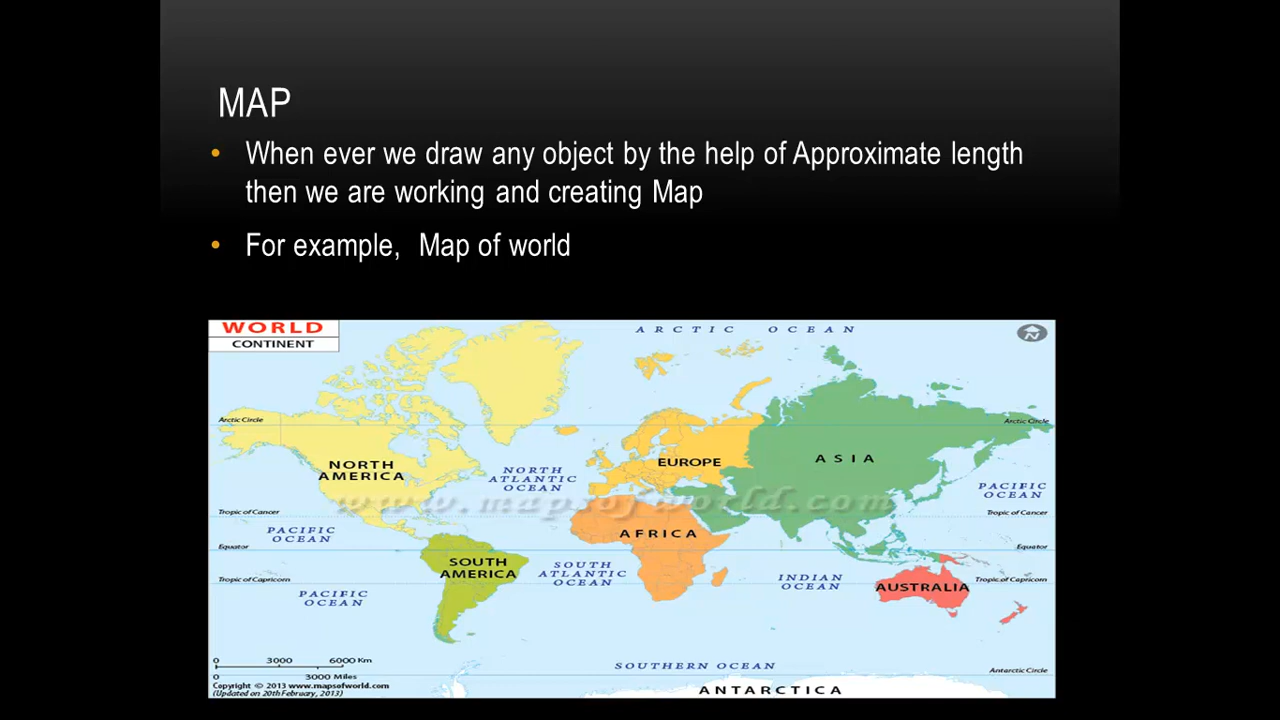 MAP
• When ever we draw any object by the help of Approximate length
then we are working and creating Map
• For example, Map of world
WORLD
CONTINENT
ARCTIC OCEAN
N
Arctic Circle
Arctic Circle
NORTH
AMERICA
NORTH
ATLANTIC
OCEAN
EUROPE
ASIA
PACIFIC
OCEAN
www.mapsofworld.com
Tropic of Cancer
Tropic of Cancer
PACIFIC
OCEAN
AFRICA
Equator
Equator
SOUTH
AMERICA
SOUTH
ATLANTIC
OCEAN
INDIAN
OCEAN
AUSTRALIA
Tropic of Capricorn
Tropic of Capricorn
PACIFIC
OCEAN
0 3000 6000 Km
0 3000 Miles
SOUTHERN OCEAN
Antarctic Circle
ANTARCTICA
Copyright © 2013 www.mapsofworld.com
(Updated on 20th February, 2013)